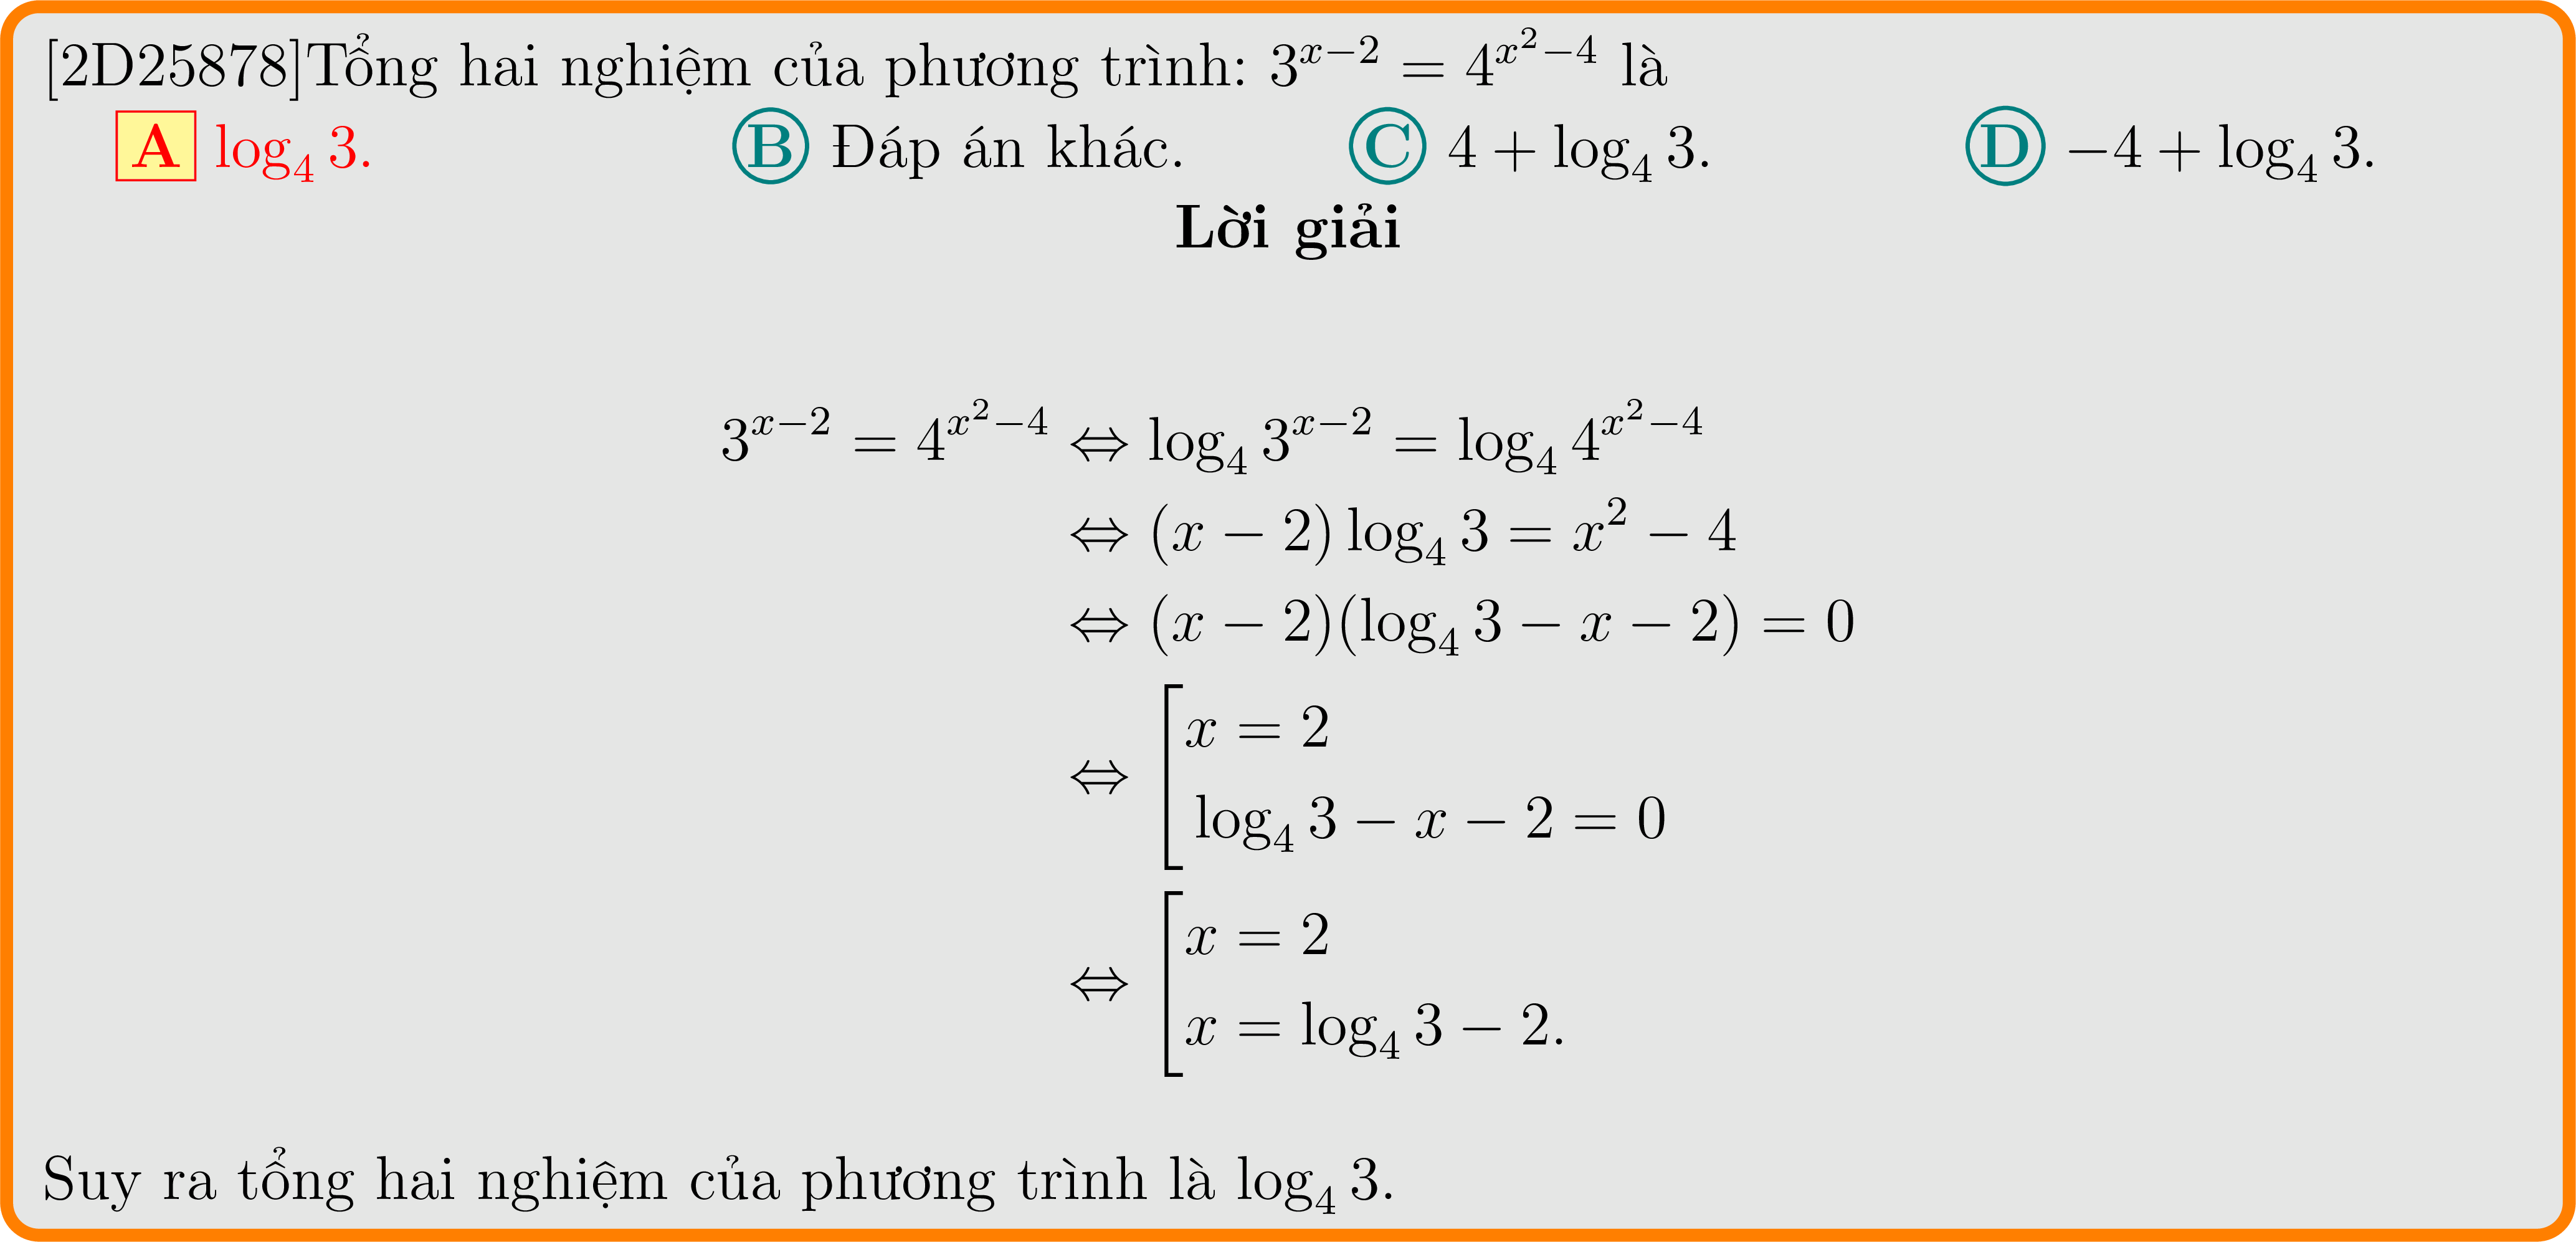 [2D25878]Tổng hai nghiệm của phương trình: $3^{x-2} = 4^{x^2-4}$ là
A $\log_4 3$. B Đáp án khác. C $4 + \log_4 3$. D $-4 + \log_4 3$.
Lời giải
$3^{x-2} = 4^{x^2-4} \Leftrightarrow \log_4 3^{x-2} = \log_4 4^{x^2-4}$
$\Leftrightarrow (x-2)\log_4 3 = x^2 - 4$
$\Leftrightarrow (x-2)(\log_4 3 - x - 2) = 0$
$\Leftrightarrow \left[\begin{array}{l} x = 2 \\ \log_4 3 - x - 2 = 0 \end{array}\right.$
$\Leftrightarrow \left[\begin{array}{l} x = 2 \\ x = \log_4 3 - 2. \end{array}\right.$
Suy ra tổng hai nghiệm của phương trình là $\log_4 3$.